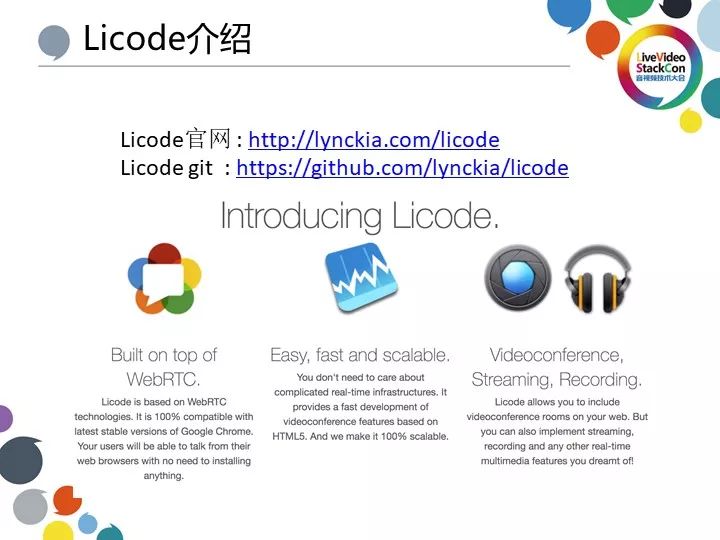 Licode介绍
LiveVideo
StackCon
音视频技术大会
Licode官网 : http://lynckia.com/licode
Licode git : https://github.com/lynckia/licode
Introducing Licode.
Built on top of
WebRTC.
Licode is based on WebRTC
technologies. It is 100% compatible with
latest stable versions of Google Chrome.
Your users will be able to talk from their
web browsers with no need to installing
anything.
Easy, fast and scalable.
You don't need to care about
complicated real-time infrastructures. It
provides a fast development of
videoconference features based on
HTML5. And we make it 100% scalable.
Videoconference,
Streaming, Recording.
Licode allows you to include
videoconference rooms on your web. But
you can also implement streaming,
recording and any other real-time
multimedia features you dreamt of!